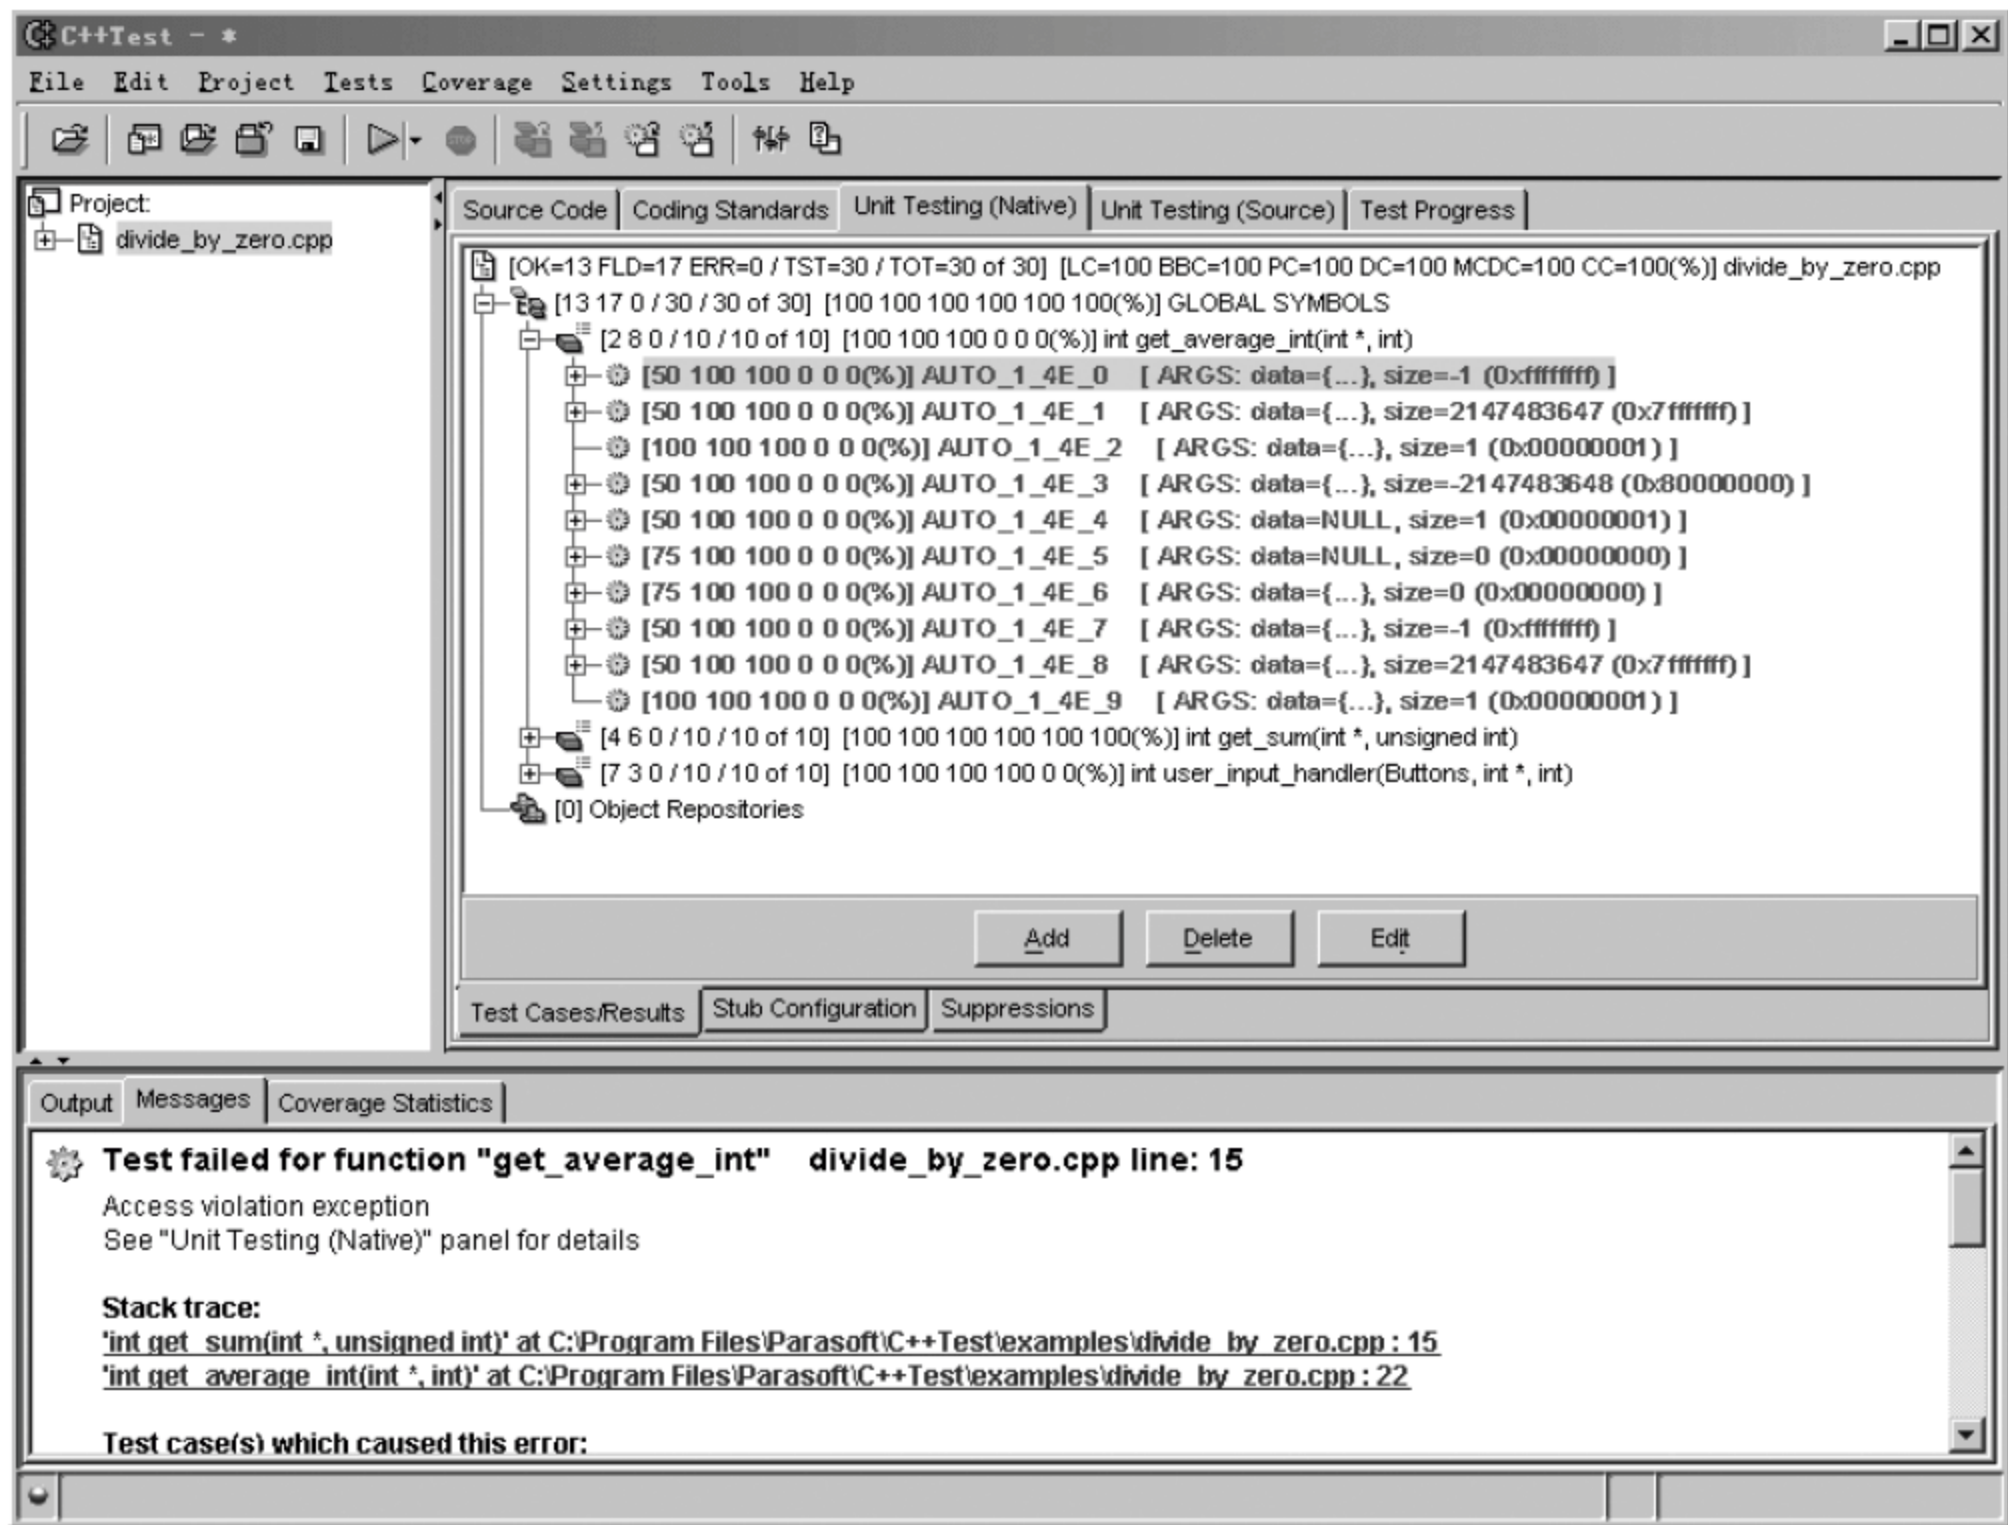 C++Test - *
File Edit Project Tests Coverage Settings Tools Help
STOP
Project:
divide_by_zero.cpp
Source Code Coding Standards Unit Testing (Native) Unit Testing (Source) Test Progress
[OK=13 FLD=17 ERR=0 / TST=30 / TOT=30 of 30] [LC=100 BBC=100 PC=100 DC=100 MCDC=100 CC=100(%)] divide_by_zero.cpp
[13 17 0 / 30 / 30 of 30] [100 100 100 100 100 100(%)] GLOBAL SYMBOLS
[2 8 0 / 10 / 10 of 10] [100 100 100 0 0 0(%)] int get_average_int(int *, int)
[50 100 100 0 0 0(%)] AUTO_1_4E_0 [ ARGS: data={...}, size=-1 (0xffffffff) ]
[50 100 100 0 0 0(%)] AUTO_1_4E_1 [ ARGS: data={...}, size=2147483647 (0x7fffffff) ]
[100 100 100 0 0 0(%)] AUTO_1_4E_2 [ ARGS: data={...}, size=1 (0x00000001) ]
[50 100 100 0 0 0(%)] AUTO_1_4E_3 [ ARGS: data={...}, size=-2147483648 (0x80000000) ]
[50 100 100 0 0 0(%)] AUTO_1_4E_4 [ ARGS: data=NULL, size=1 (0x00000001) ]
[75 100 100 0 0 0(%)] AUTO_1_4E_5 [ ARGS: data=NULL, size=0 (0x00000000) ]
[75 100 100 0 0 0(%)] AUTO_1_4E_6 [ ARGS: data={...}, size=0 (0x00000000) ]
[50 100 100 0 0 0(%)] AUTO_1_4E_7 [ ARGS: data={...}, size=-1 (0xffffffff) ]
[50 100 100 0 0 0(%)] AUTO_1_4E_8 [ ARGS: data={...}, size=2147483647 (0x7fffffff) ]
[100 100 100 0 0 0(%)] AUTO_1_4E_9 [ ARGS: data={...}, size=1 (0x00000001) ]
[4 6 0 / 10 / 10 of 10] [100 100 100 100 100 100(%)] int get_sum(int *, unsigned int)
[7 3 0 / 10 / 10 of 10] [100 100 100 100 0 0(%)] int user_input_handler(Buttons, int *, int)
[0] Object Repositories
Add Delete Edit
Test Cases/Results Stub Configuration Suppressions
Output Messages Coverage Statistics
Test failed for function "get_average_int" divide_by_zero.cpp line: 15
Access violation exception
See "Unit Testing (Native)" panel for details
Stack trace:
'int get_sum(int *, unsigned int)' at C:\Program Files\Parasoft\C++Test\examples\divide_by_zero.cpp : 15
'int get_average_int(int *, int)' at C:\Program Files\Parasoft\C++Test\examples\divide_by_zero.cpp : 22
Test case(s) which caused this error: